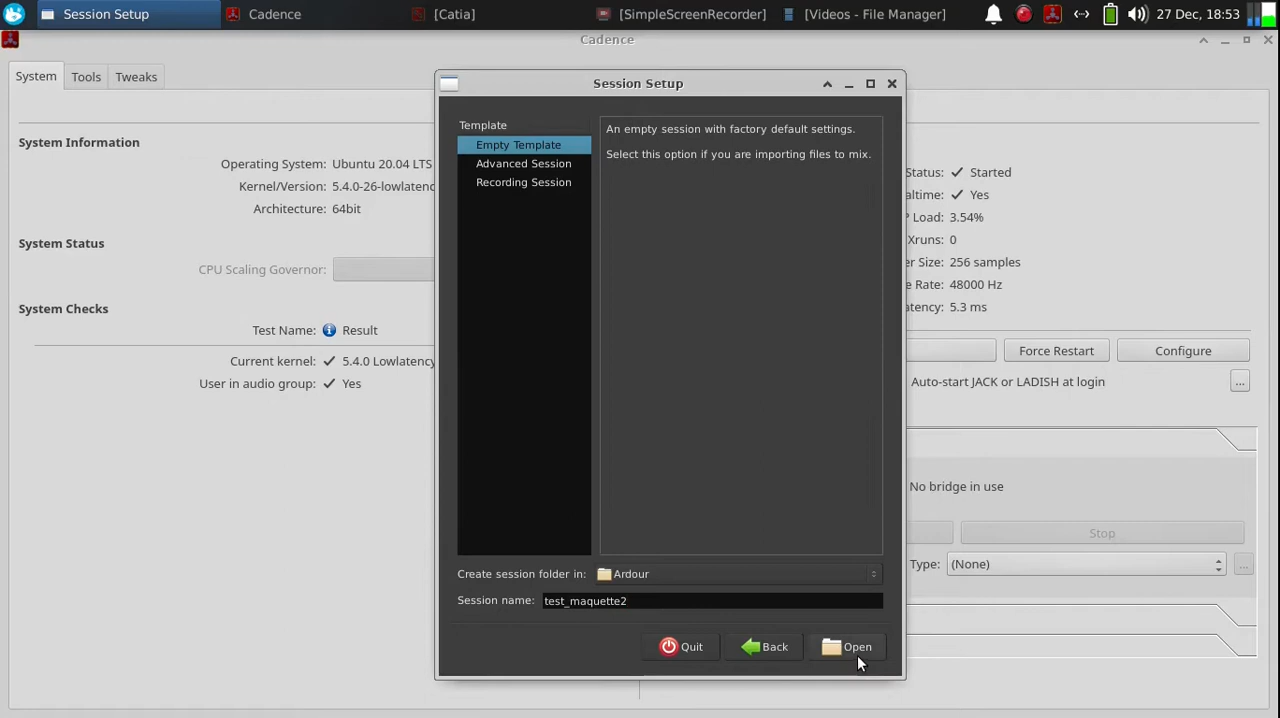 Session Setup
Cadence
[Catia]
[SimpleScreenRecorder]
[Videos - File Manager]
27 Dec, 18:53
Cadence
System
Tools
Tweaks
System Information
Operating System: Ubuntu 20.04 LTS
Kernel/Version: 5.4.0-26-lowlatenc
Architecture: 64bit
System Status
CPU Scaling Governor:
System Checks
Test Name: Result
Current kernel: 5.4.0 Lowlatency
User in audio group: Yes
Session Setup
Template
Empty Template
Advanced Session
Recording Session
An empty session with factory default settings.
Select this option if you are importing files to mix.
Create session folder in: Ardour
Session name: test_maquette2
Quit
Back
Open
Status: Started
altime: Yes
P Load: 3.54%
Xruns: 0
er Size: 256 samples
e Rate: 48000 Hz
atency: 5.3 ms
Force Restart
Configure
Auto-start JACK or LADISH at login
...
No bridge in use
Stop
Type: (None)
...